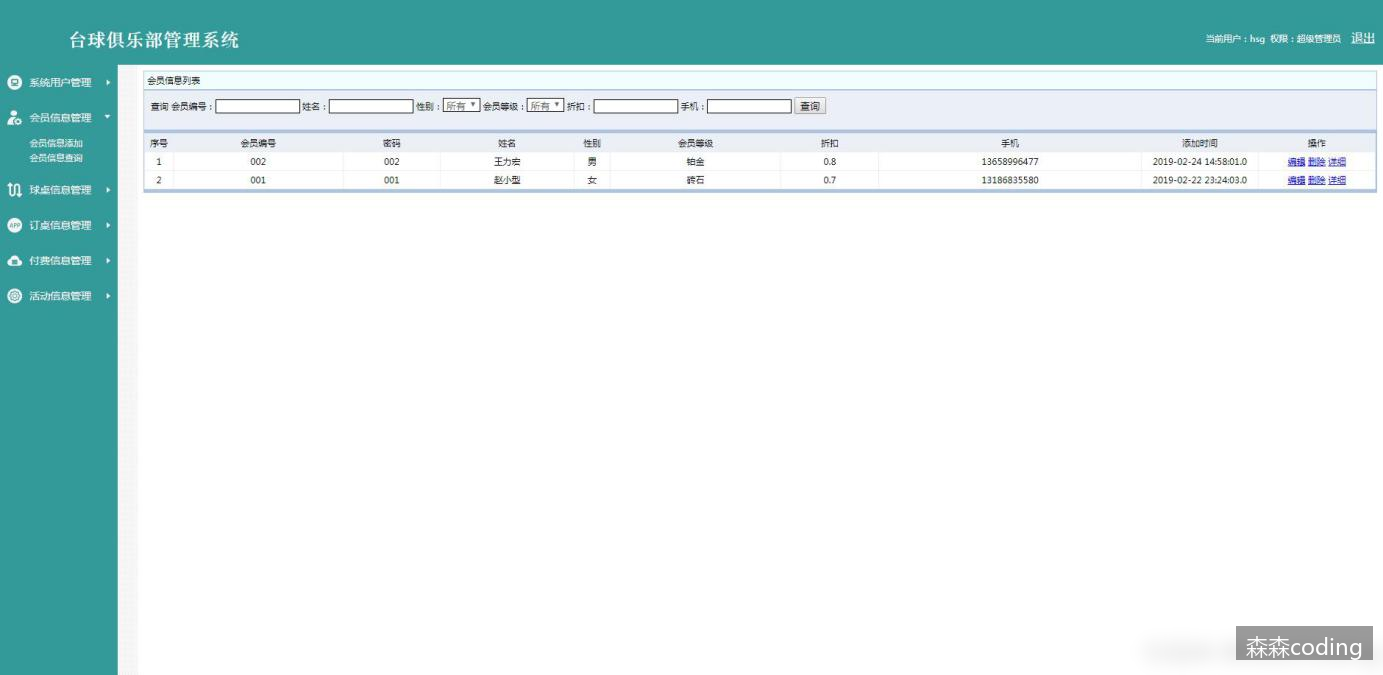 台球俱乐部管理系统
当前用户：hsg 权限：超级管理员 退出
系统用户管理
会员信息管理
会员信息添加
会员信息查询
球桌信息管理
APP 订桌信息管理
付费信息管理
活动信息管理
会员信息列表
查询 会员编号： 姓名： 性别：所有 会员等级：所有 折扣： 手机： 查询
序号 会员编号 密码 姓名 性别 会员等级 折扣 手机 添加时间 操作
1 002 002 王力宏 男 铂金 0.8 13658996477 2019-02-24 14:58:01.0 编辑 删除 详细
2 001 001 赵小型 女 砖石 0.7 13186835580 2019-02-22 23:24:03.0 编辑 删除 详细
森森coding